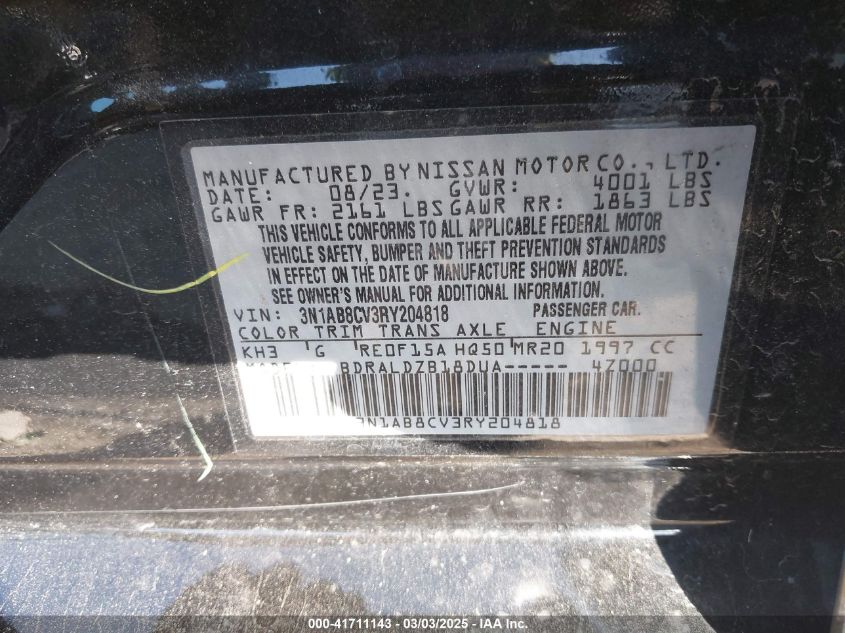 MANUFACTURED BY NISSAN MOTOR CO., LTD.
DATE: 08/23. GVWR: 4001 LBS
GAWR FR: 2161 LBS GAWR RR: 1863 LBS
THIS VEHICLE CONFORMS TO ALL APPLICABLE FEDERAL MOTOR
VEHICLE SAFETY, BUMPER AND THEFT PREVENTION STANDARDS
IN EFFECT ON THE DATE OF MANUFACTURE SHOWN ABOVE.
SEE OWNER'S MANUAL FOR ADDITIONAL INFORMATION.
VIN: 3N1AB8CV3RY204818 PASSENGER CAR.
COLOR TRIM TRANS AXLE ENGINE
KH3 G RE0F15A HQ50 MR20 1997 CC
BDRALDZB18DUA----- 4Z000
3N1AB8CV3RY204818
000-41711143 - 03/03/2025 - IAA Inc.